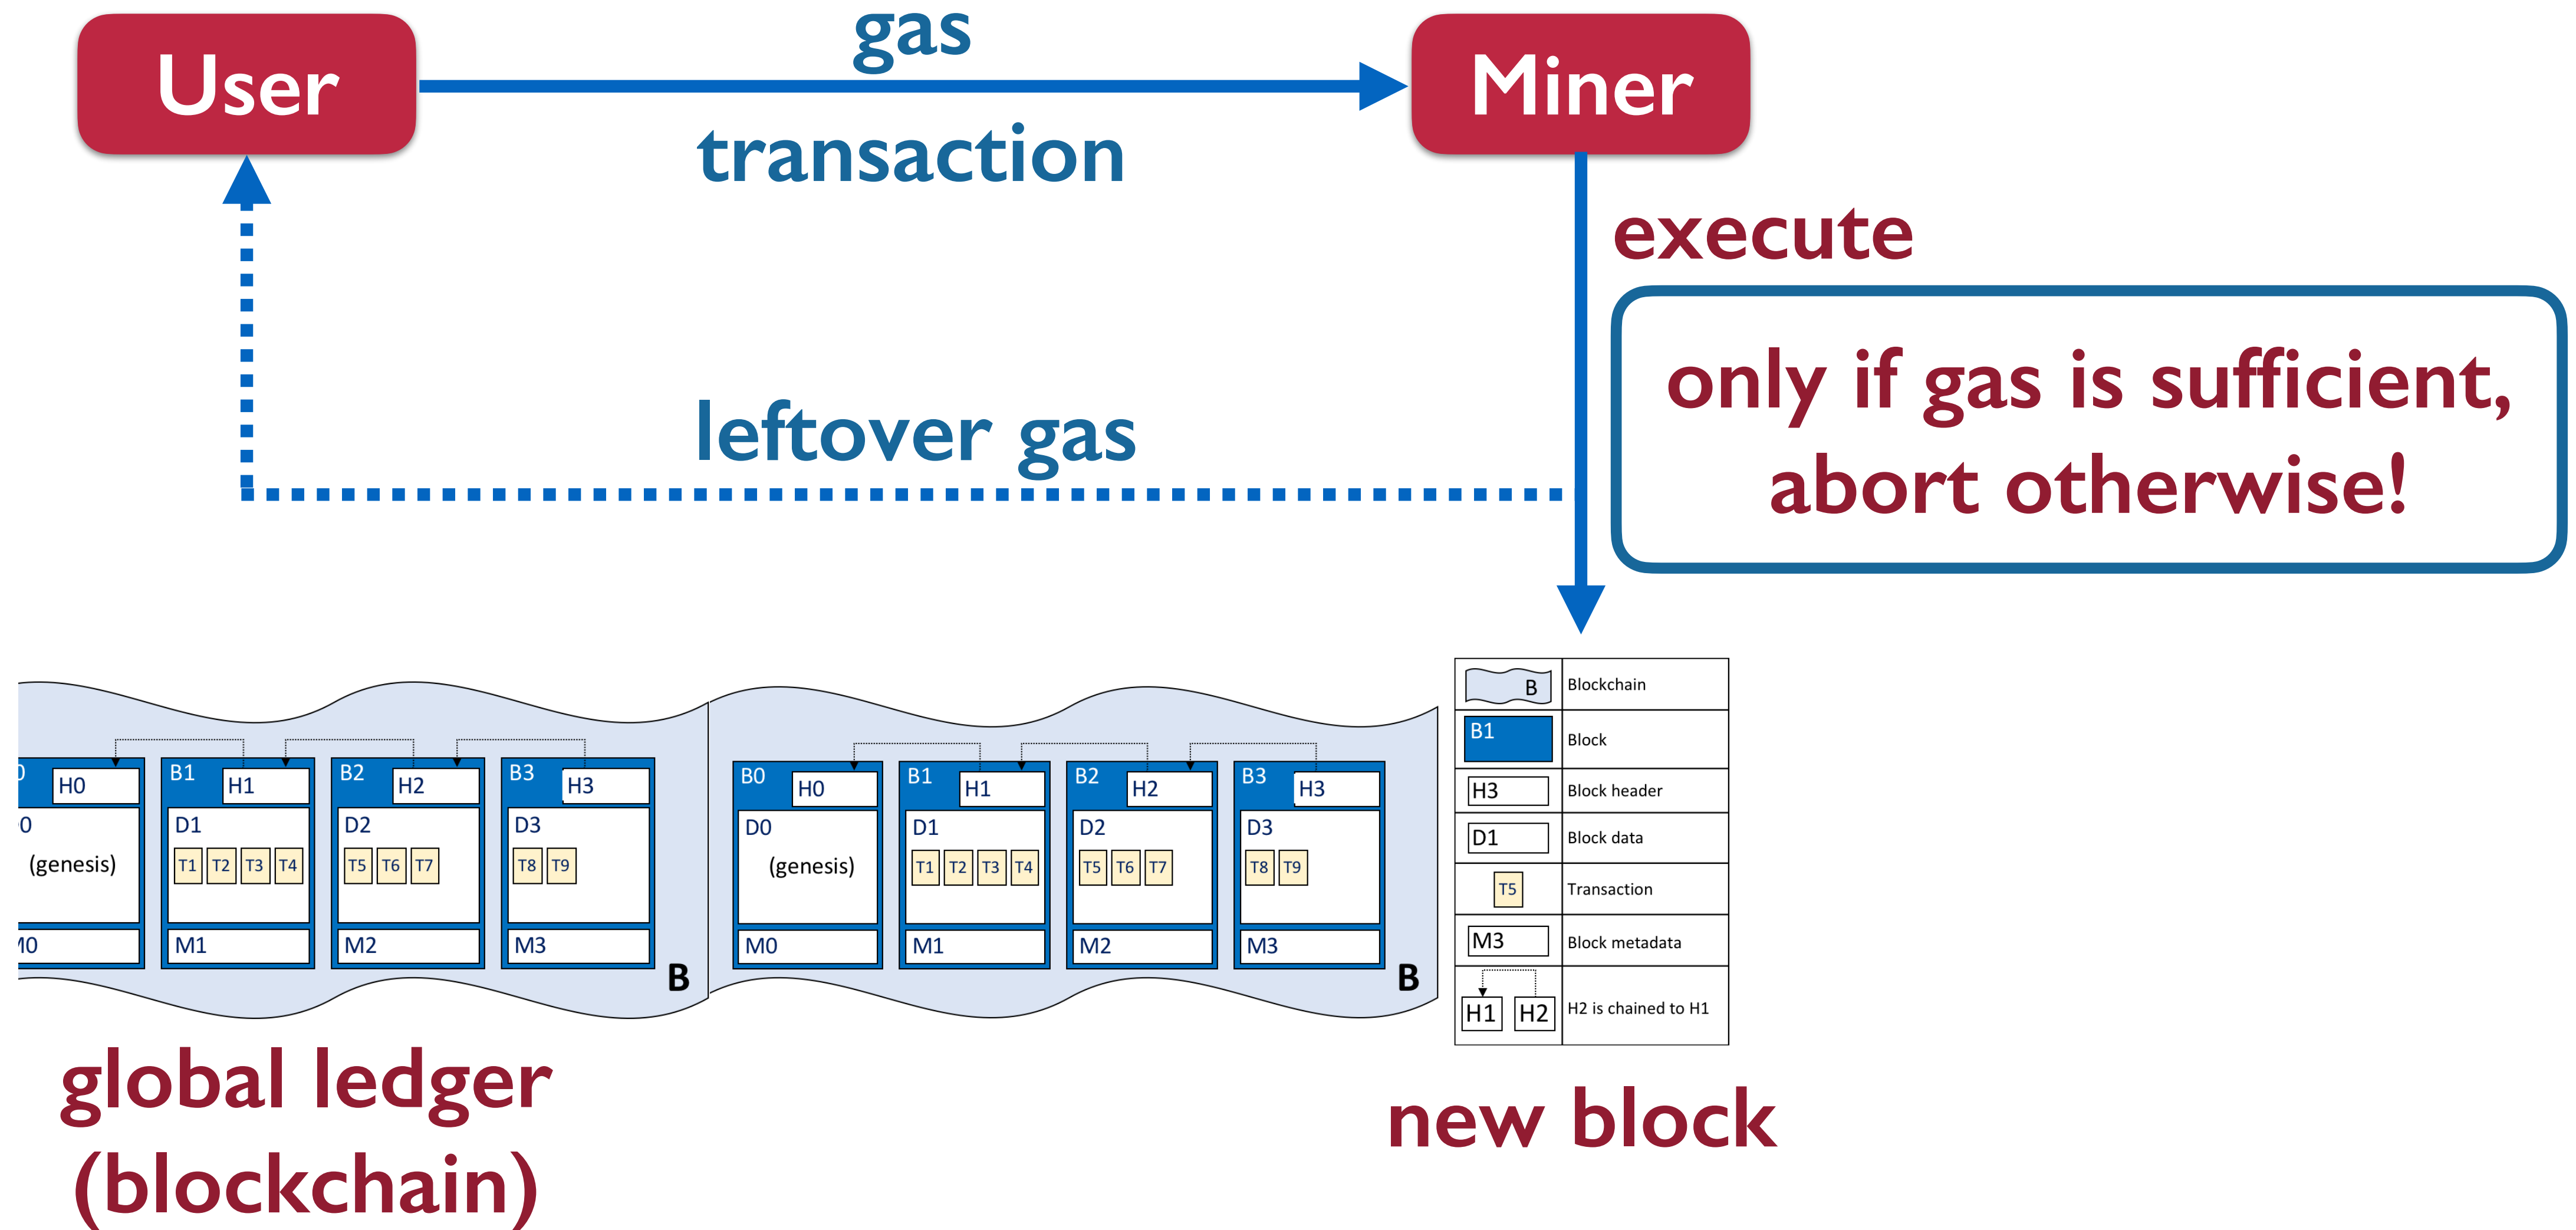 gas
User
Miner
transaction
execute
only if gas is sufficient,
abort otherwise!
leftover gas
B Blockchain
B1 Block
H3 Block header
D1 Block data
T5 Transaction
M3 Block metadata
H1 H2 H2 is chained to H1
0 H0 B1 H1 B2 H2 B3 H3
0 D1 D2 D3
(genesis) T1 T2 T3 T4 T5 T6 T7 T8 T9
M0 M1 M2 M3
B
B0 H0 B1 H1 B2 H2 B3 H3
D0 D1 D2 D3
(genesis) T1 T2 T3 T4 T5 T6 T7 T8 T9
M0 M1 M2 M3
B
global ledger
(blockchain)
new block